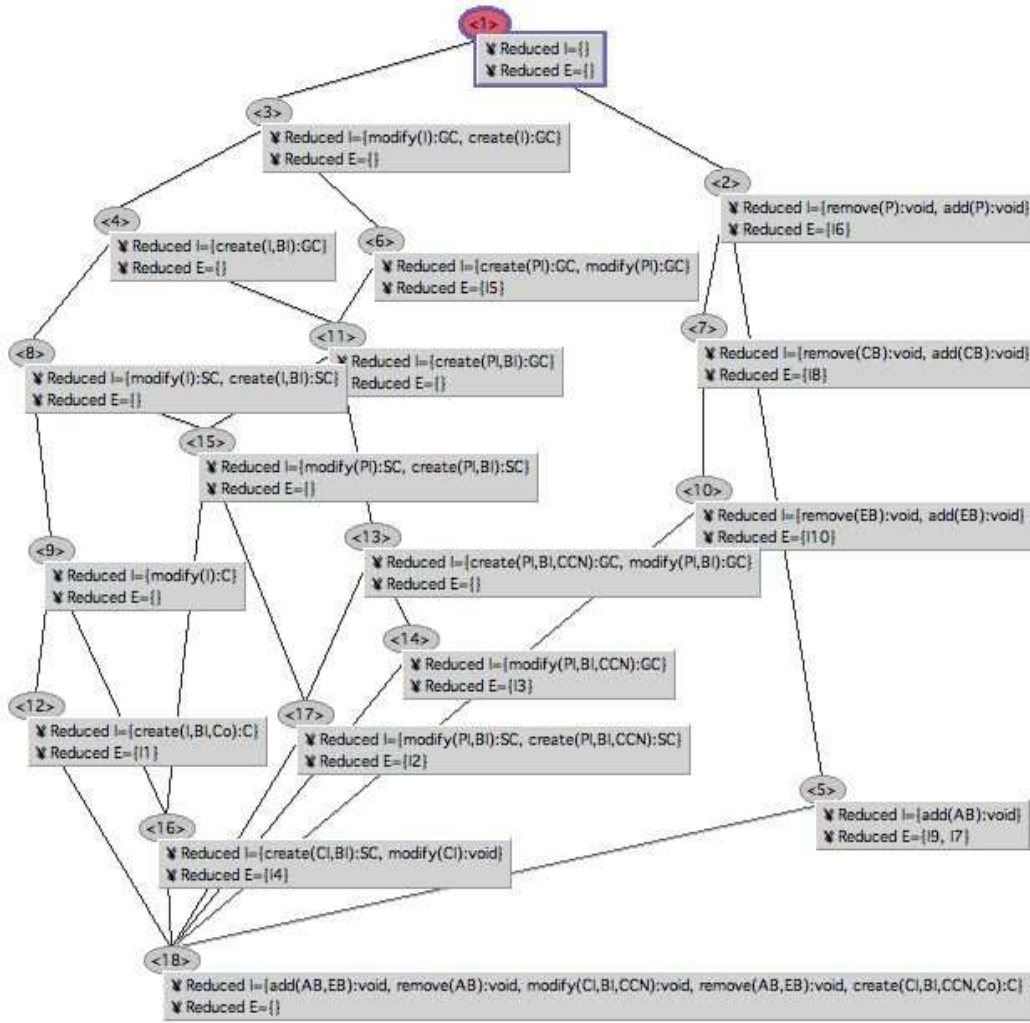 <1>
¥ Reduced I={}
¥ Reduced E={}
<3>
¥ Reduced I={modify(I):GC, create(I):GC}
¥ Reduced E={}
<2>
¥ Reduced I={remove(P):void, add(P):void}
¥ Reduced E={I6}
<4>
¥ Reduced I={create(I,BI):GC}
¥ Reduced E={}
<6>
¥ Reduced I={create(PI):GC, modify(PI):GC}
¥ Reduced E={I5}
<7>
¥ Reduced I={remove(CB):void, add(CB):void}
¥ Reduced E={I8}
<11>
¥ Reduced I={create(PI,BI):GC}
Reduced E={}
<8>
¥ Reduced I={modify(I):SC, create(I,BI):SC}
¥ Reduced E={}
<15>
¥ Reduced I={modify(PI):SC, create(PI,BI):SC}
¥ Reduced E={}
<10>
¥ Reduced I={remove(EB):void, add(EB):void}
¥ Reduced E={I10}
<13>
¥ Reduced I={create(PI,BI,CCN):GC, modify(PI,BI):GC}
¥ Reduced E={}
<9>
¥ Reduced I={modify(I):C}
¥ Reduced E={}
<14>
¥ Reduced I={modify(PI,BI,CCN):GC}
¥ Reduced E={I3}
<12>
¥ Reduced I={create(I,BI,Co):C}
¥ Reduced E={I1}
<17>
¥ Reduced I={modify(PI,BI):SC, create(PI,BI,CCN):SC}
¥ Reduced E={I2}
<5>
¥ Reduced I={add(AB):void}
¥ Reduced E={I9, I7}
<16>
¥ Reduced I={create(CI,BI):SC, modify(CI):void}
¥ Reduced E={I4}
<18>
¥ Reduced I={add(AB,EB):void, remove(AB):void, modify(CI,BI,CCN):void, remove(AB,EB):void, create(CI,BI,CCN,Co):C}
¥ Reduced E={}